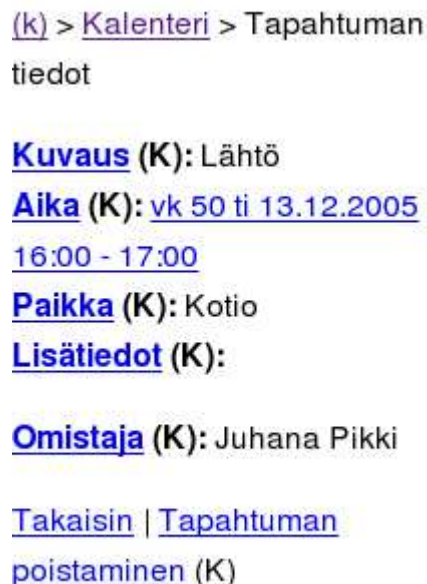 (k) > Kalenteri > Tapahtuman
tiedot
Kuvaus (K): Lähtö
Aika (K): vk 50 ti 13.12.2005
16:00 - 17:00
Paikka (K): Kotio
Lisätiedot (K):
Omistaja (K): Juhana Pikki
Takaisin | Tapahtuman
poistaminen (K)